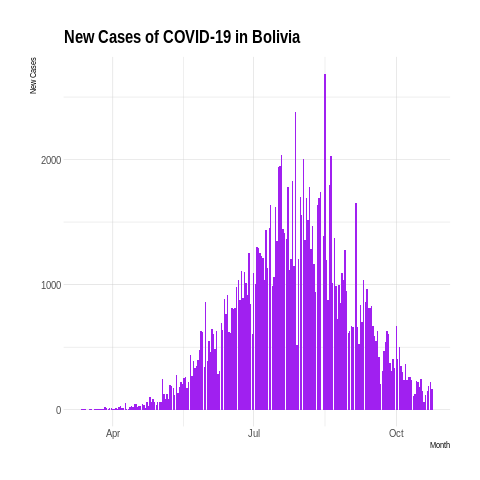 New Cases of COVID-19 in Bolivia
New Cases
2000
1000
0
Apr
Jul
Oct
Month